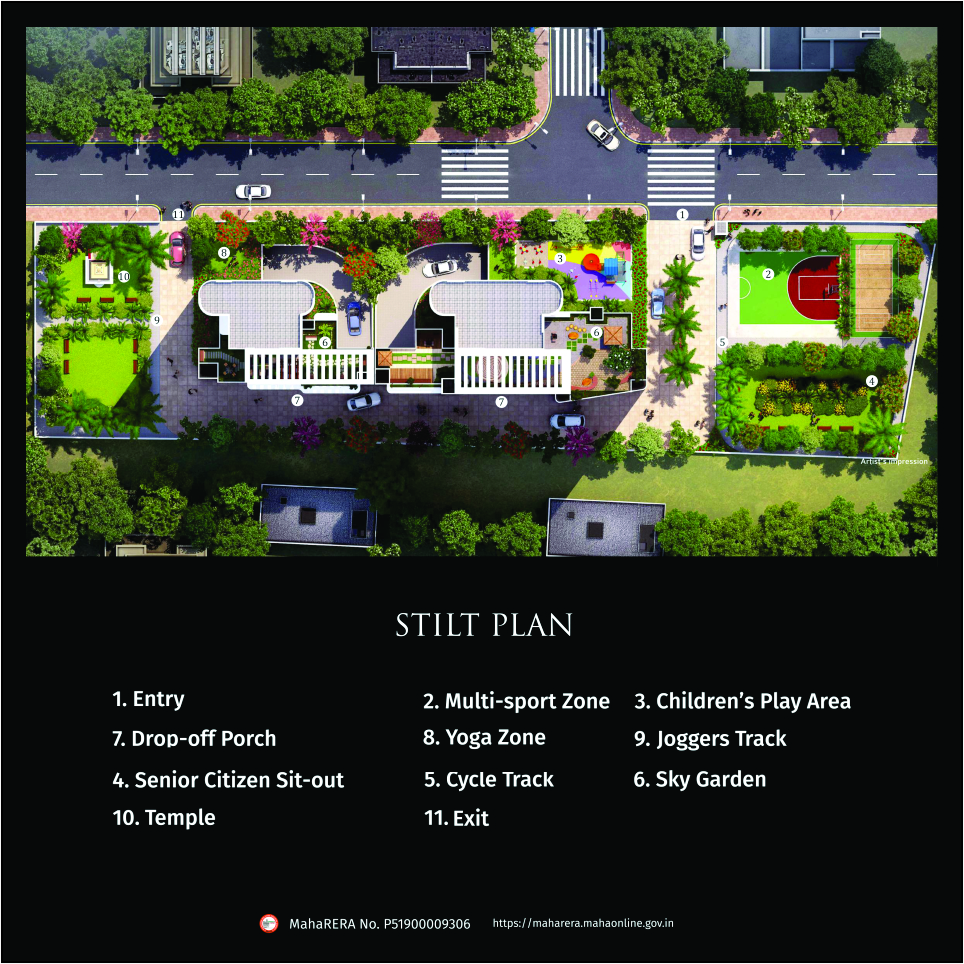 11
1
8
3
2
10
9
6
6
5
4
7
7
Artist's Impression
STILT PLAN
1. Entry
2. Multi-sport Zone
3. Children's Play Area
7. Drop-off Porch
8. Yoga Zone
9. Joggers Track
4. Senior Citizen Sit-out
5. Cycle Track
6. Sky Garden
10. Temple
11. Exit
MahaRERA No. P51900009306
https://maharera.mahaonline.gov.in